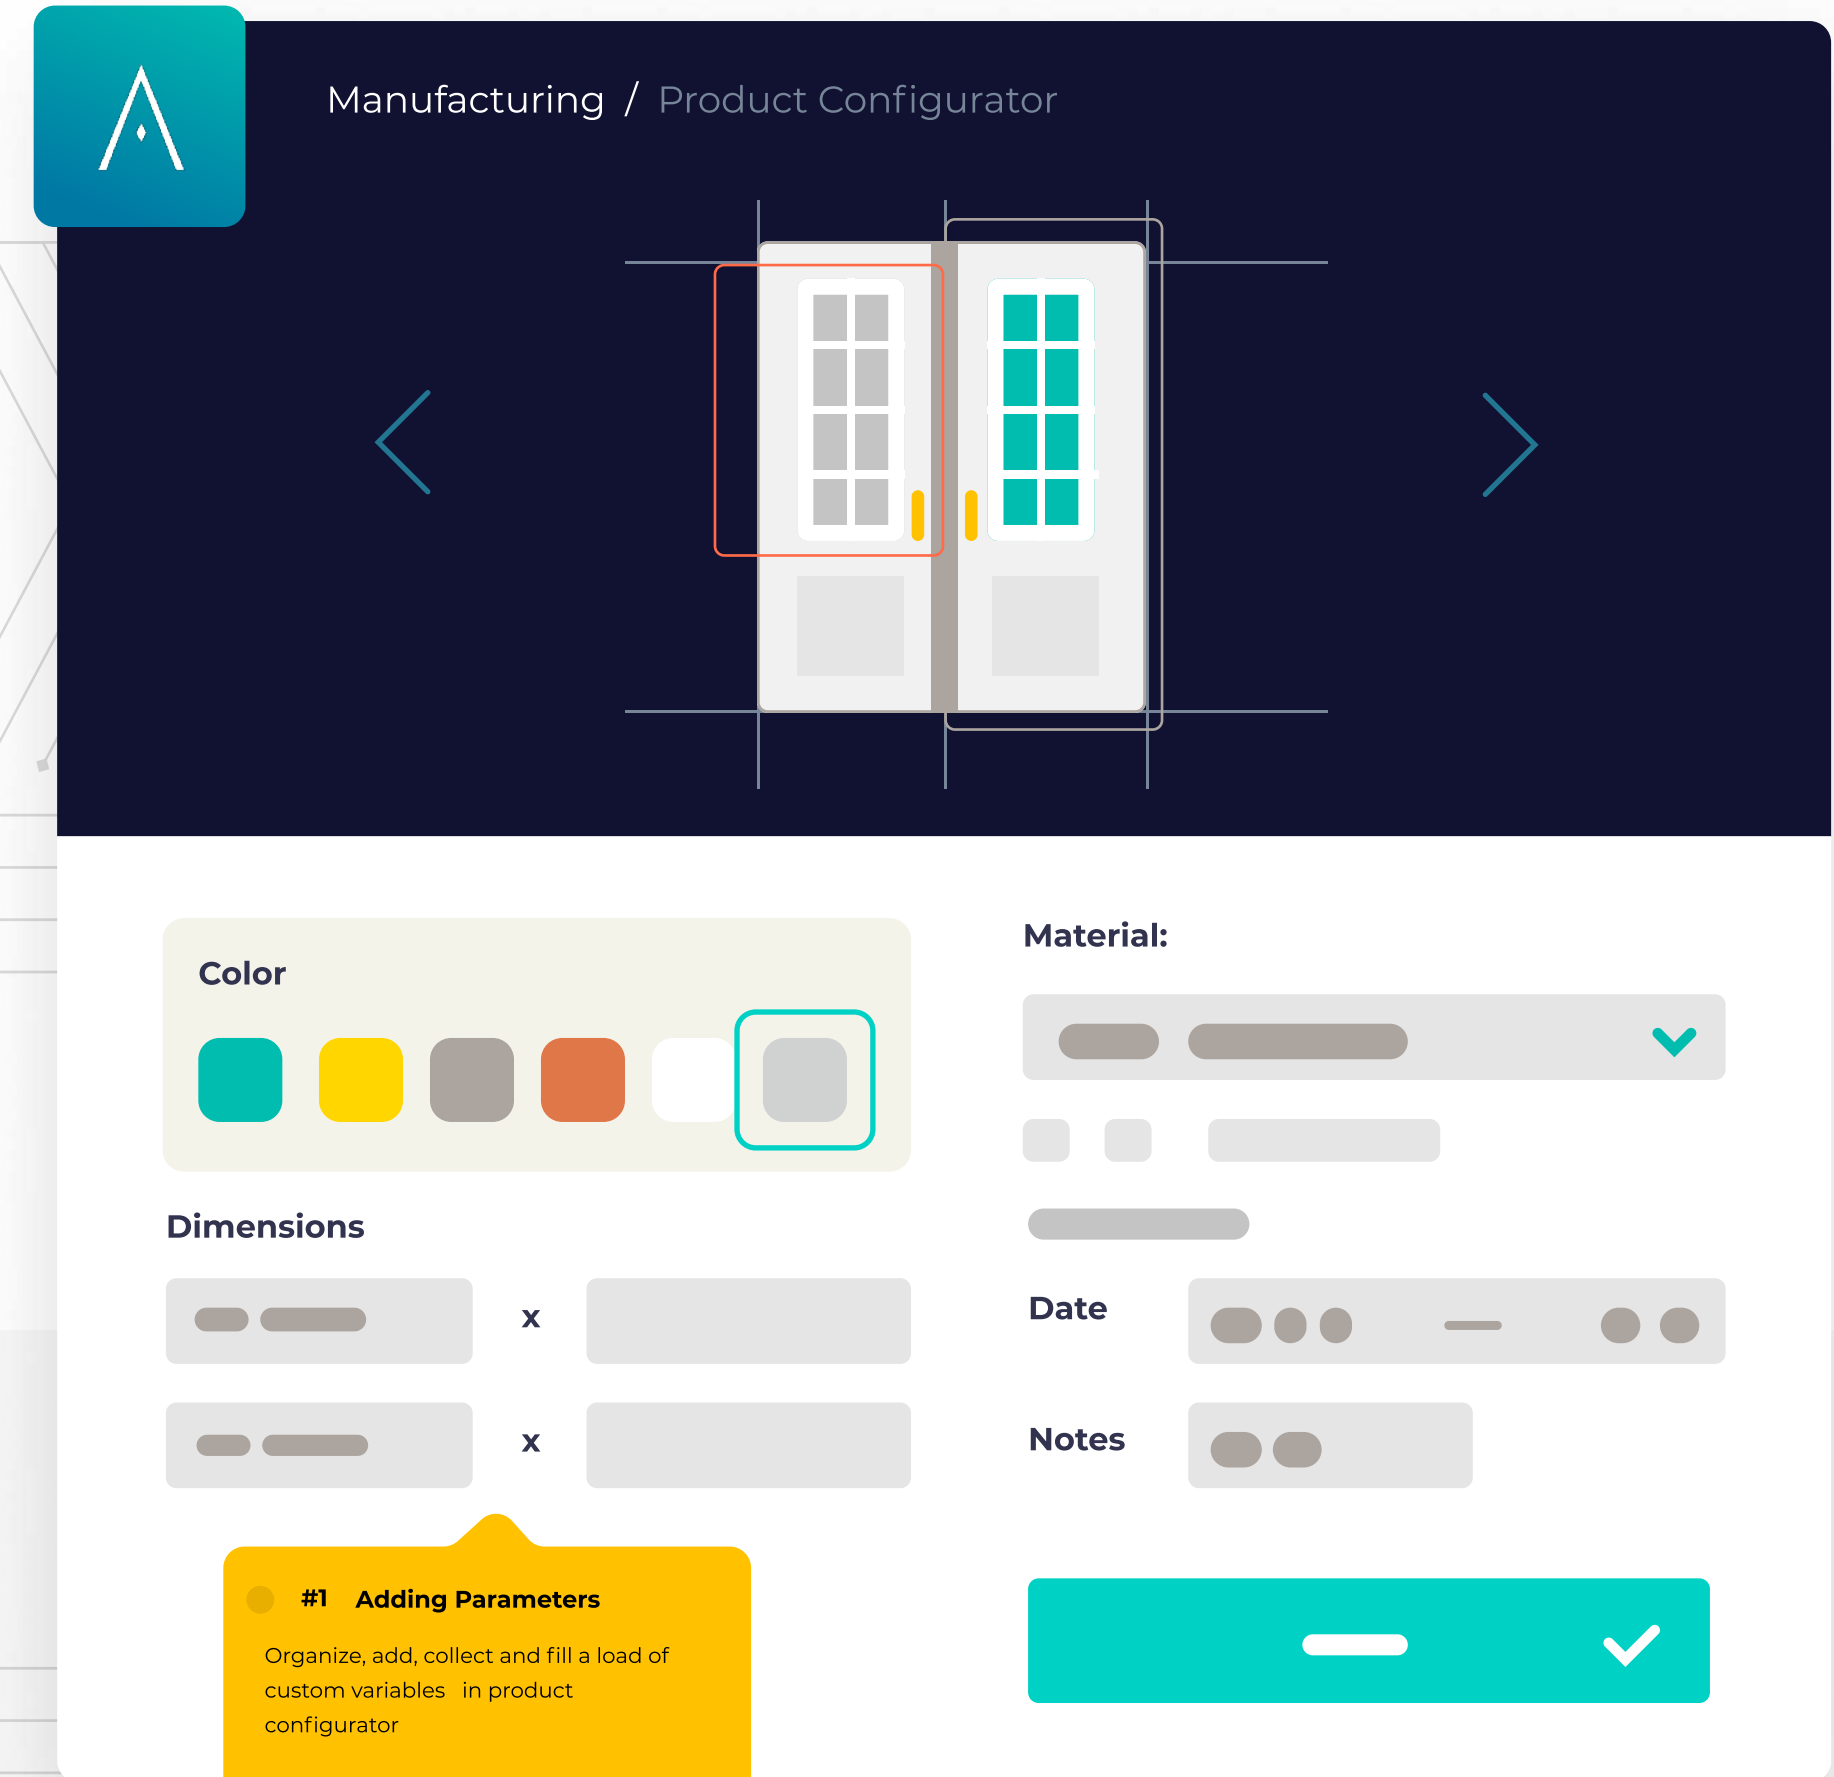 Manufacturing / Product Configurator
Color
Material:
Dimensions
x
Date
x
Notes
#1 Adding Parameters
Organize, add, collect and fill a load of
custom variables in product
configurator